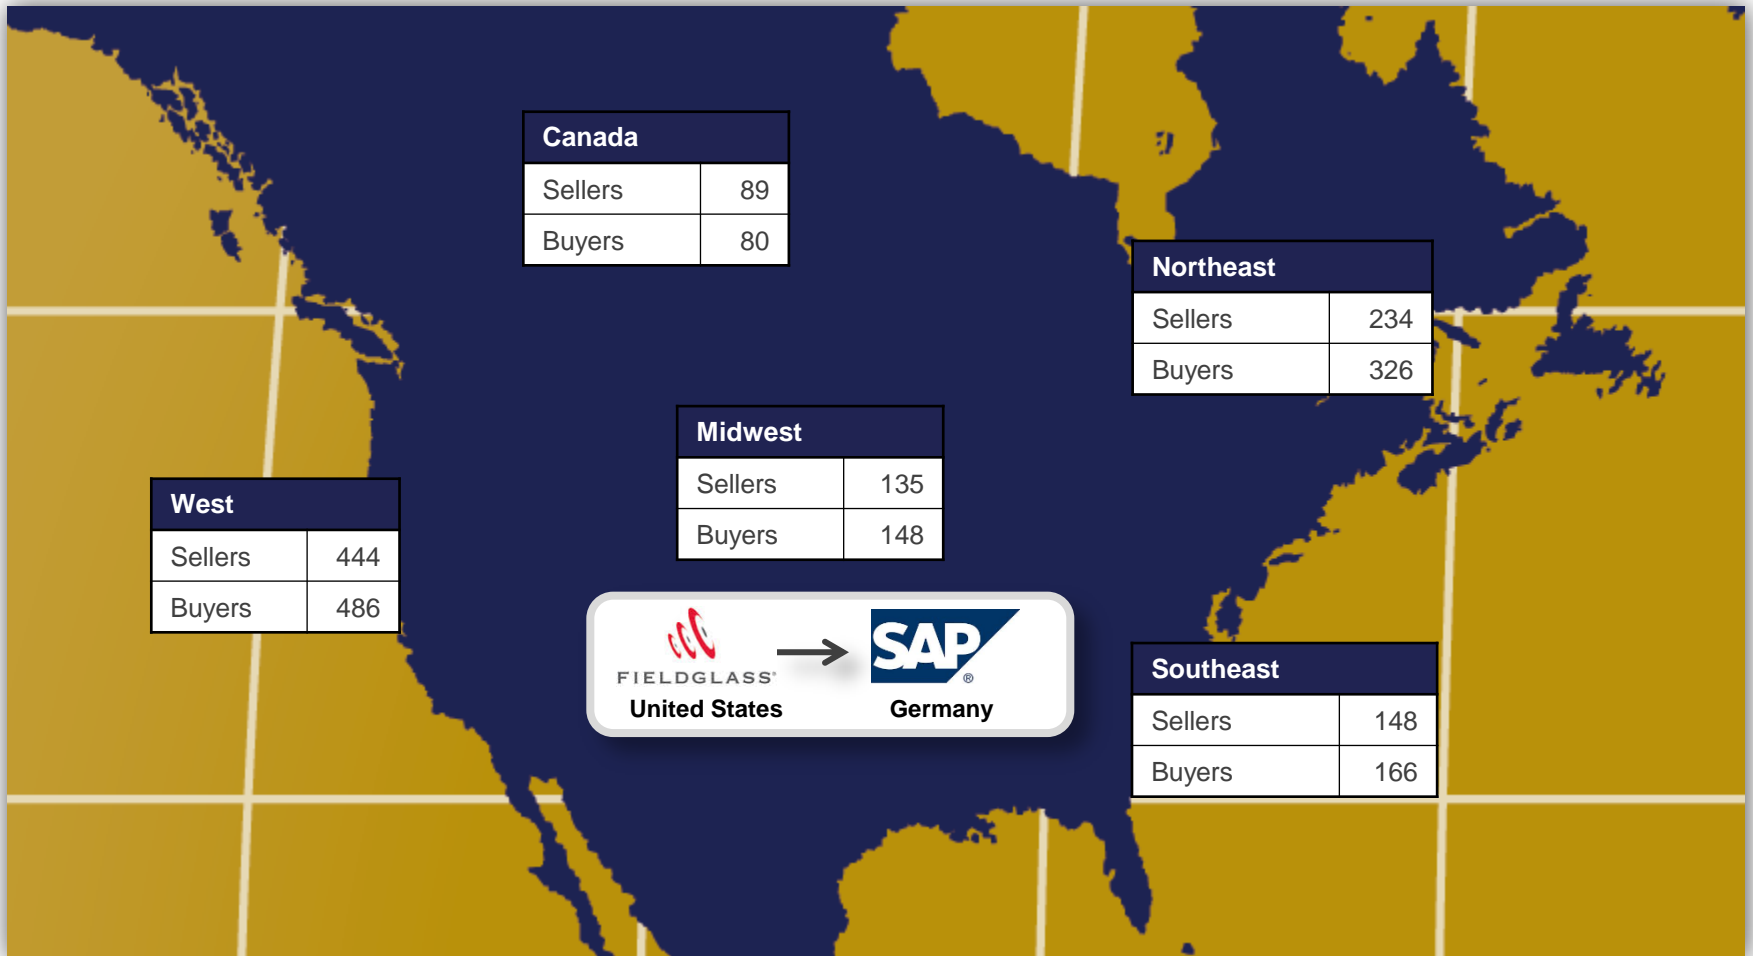 Canada
Sellers 89
Buyers 80
Northeast
Sellers 234
Buyers 326
Midwest
Sellers 135
Buyers 148
West
Sellers 444
Buyers 486
FIELDGLASS
SAP
®
United States
Germany
Southeast
Sellers 148
Buyers 166